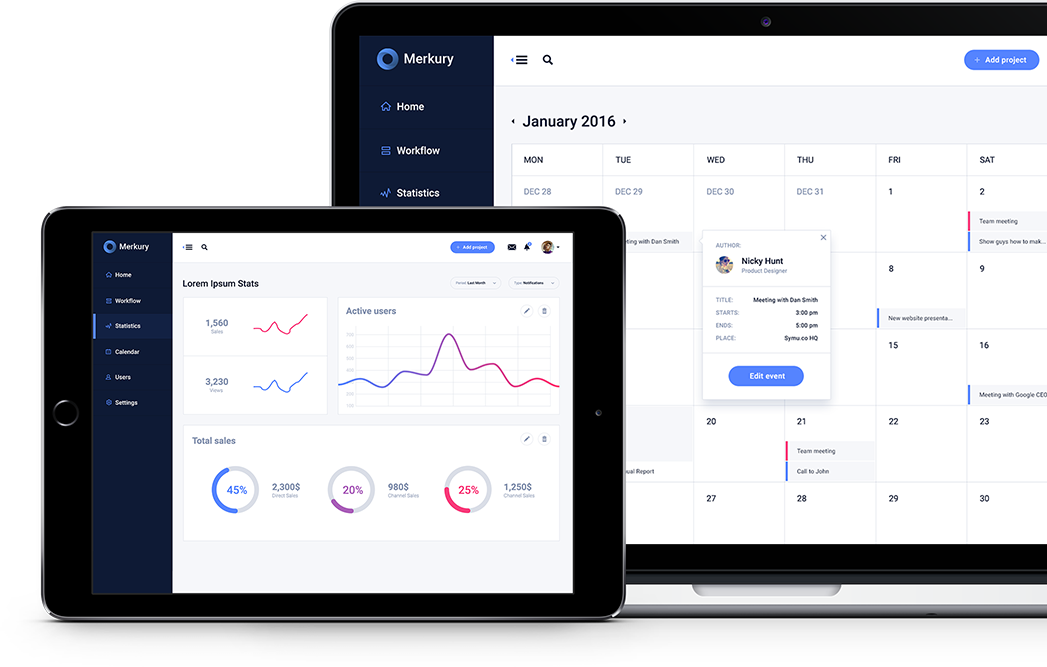 Merkury
Home
Workflow
Statistics
+ Add project
January 2016
MON TUE WED THU FRI SAT
DEC 28 DEC 29 DEC 30 DEC 31 1 2
Team meeting
Show guys how to mak...
ting with Dan Smith
AUTHOR:
Nicky Hunt
Product Designer
TITLE: Meeting with Dan Smith
STARTS: 3:00 pm
ENDS: 5:00 pm
PLACE: Symu.co HQ
Edit event
8 9
New website presenta...
15 16
Meeting with Google CEO
20 21 22 23
Team meeting
Call to John
ual Report
27 28 29 30
Merkury
Home
Workflow
Statistics
Calendar
Users
Settings
+ Add project
Lorem Ipsum Stats
Period: Last Month
Type: Notifications
1,560
Sales
3,230
Views
Active users
Total sales
45%
2,300$
Direct Sales
20%
980$
Channel Sales
25%
1,250$
Channel Sales